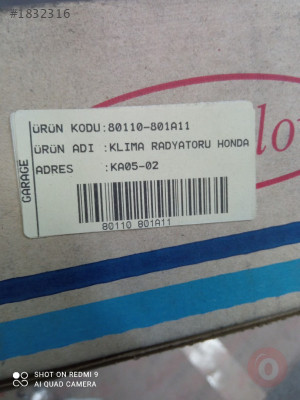 #1832316
ÜRÜN KODU:80110-801A11
ÜRÜN ADI :KLIMA RADYATORU HONDA
ADRES :KA05-02
GARAGE
80110 801A11
SHOT ON REDMI 9
AI QUAD CAMERA